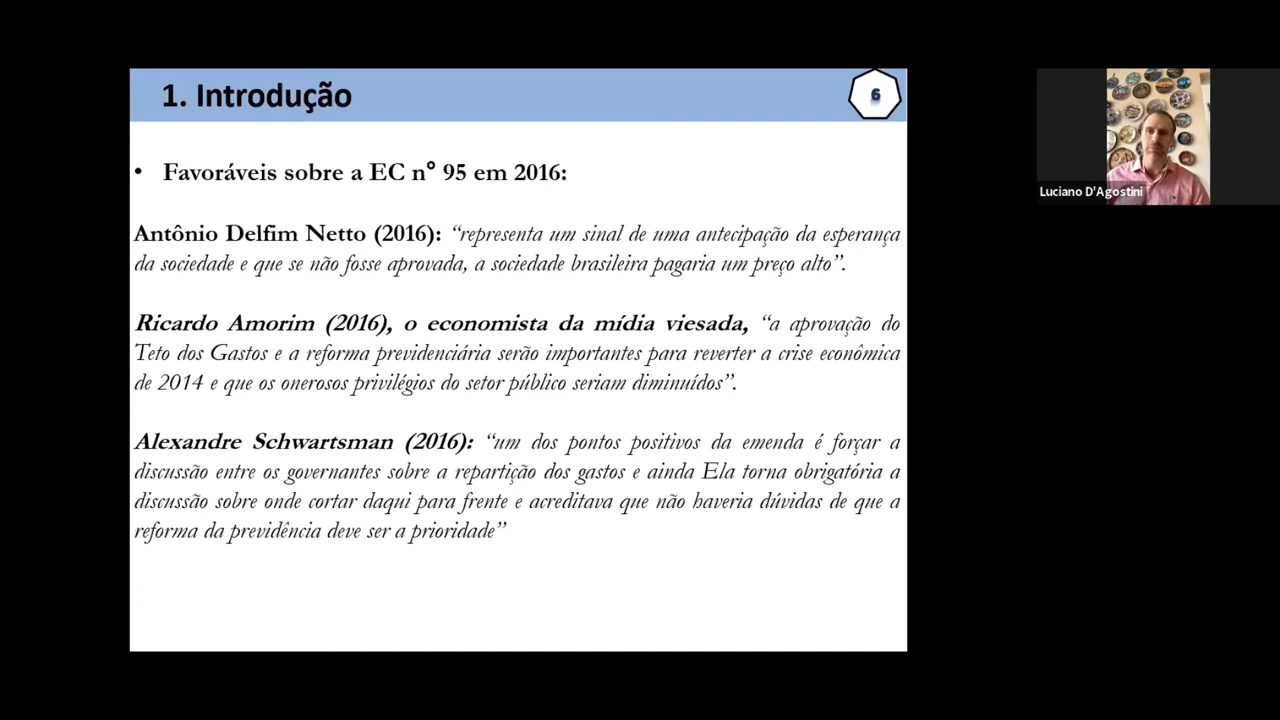 1. Introdução
6
• Favoráveis sobre a EC n° 95 em 2016:
Antônio Delfim Netto (2016): “representa um sinal de uma antecipação da esperança
da sociedade e que se não fosse aprovada, a sociedade brasileira pagaria um preço alto”.
Ricardo Amorim (2016), o economista da mídia viesada, “a aprovação do
Teto dos Gastos e a reforma previdenciária serão importantes para reverter a crise econômica
de 2014 e que os onerosos privilégios do setor público seriam diminuídos”.
Alexandre Schwartsman (2016): “um dos pontos positivos da emenda é forçar a
discussão entre os governantes sobre a repartição dos gastos e ainda Ela torna obrigatória a
discussão sobre onde cortar daqui para frente e acreditava que não haveria dúvidas de que a
reforma da previdência deve ser a prioridade”
Luciano D'Agostini